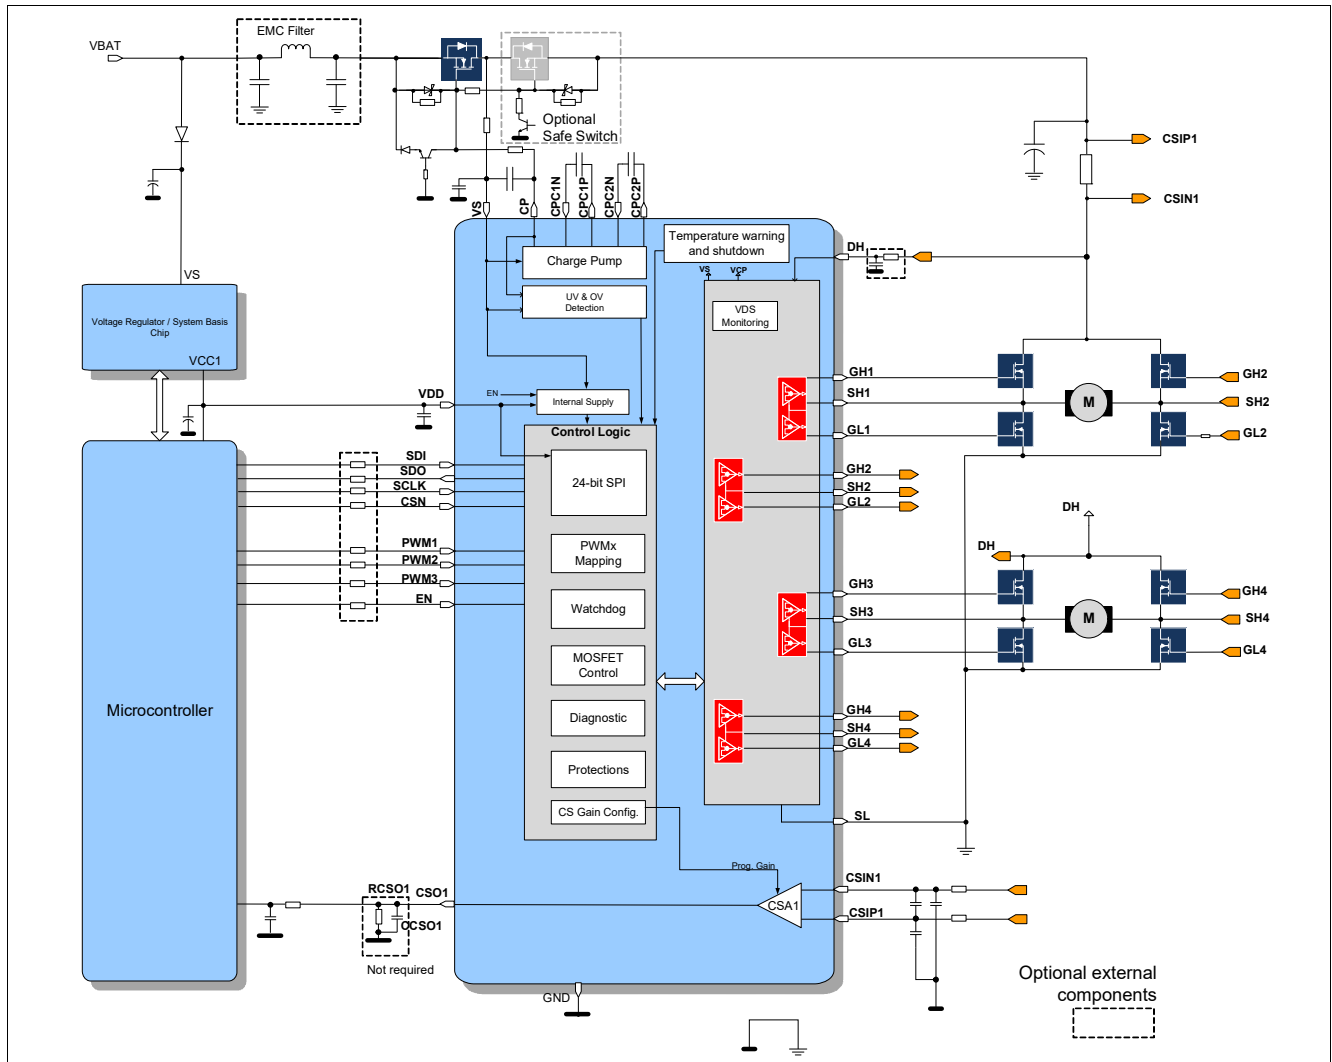 EMC Filter
VBAT
Optional
Safe Switch
CSIP1
CSIN1
VS
CP
CPC1N
CPC1P
CPC2N
CPC2P
Temperature warning
and shutdown
DH
Charge Pump
VS
VCP
VS
UV & OV
Detection
VDS
Monitoring
Voltage Regulator / System Basis
Chip
VCC1
GH1
GH2
EN
VDD
Internal Supply
SH1
M
SH2
Control Logic
GL1
GL2
SDI
SDO
SCLK
CSN
24-bit SPI
GH2
SH2
GL2
DH
PWM1
PWM2
PWM3
EN
PWMx
Mapping
DH
Watchdog
GH3
GH4
SH3
M
SH4
MOSFET
Control
GL3
GL4
Microcontroller
Diagnostic
GH4
SH4
GL4
Protections
CS Gain Config.
SL
Prog. Gain
RCSO1
CSO1
CSIN1
CSA1
CSIP1
CCSO1
Not required
GND
Optional external
components